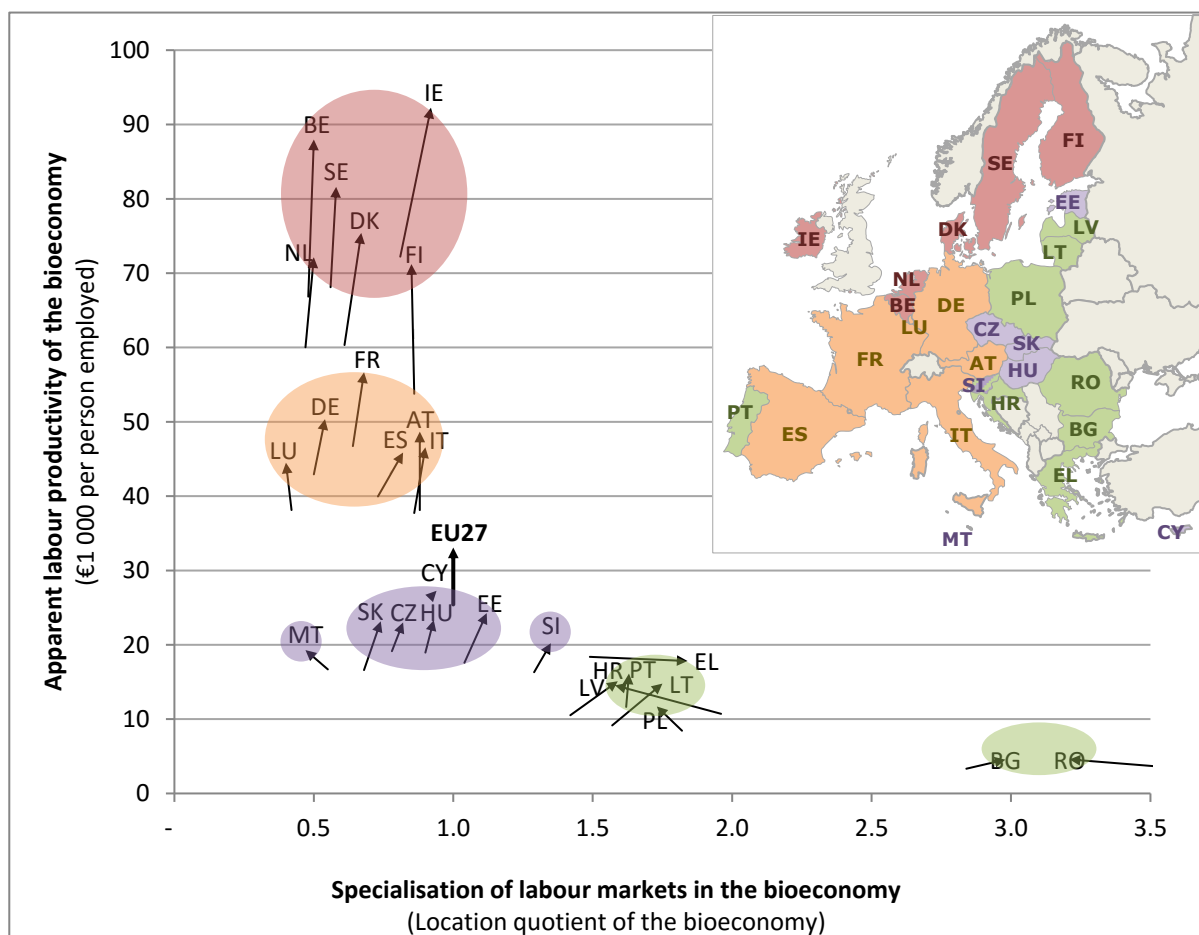 Apparent labour productivity of the bioeconomy
(€1 000 per person employed)
100
90
80
70
60
50
40
30
20
10
0
IE
BE
SE
DK
NL
FI
FR
DE
AT
ES
IT
LU
EU27
CY
SK
CZ
HU
EE
MT
SI
EL
HR
PT
LV
LT
PL
BG
RO
-
0.5
1.0
1.5
2.0
2.5
3.0
3.5
Specialisation of labour markets in the bioeconomy
(Location quotient of the bioeconomy)
FI
SE
EE
LV
IE
DK
LT
NL
BE
DE
PL
LU
CZ
SK
FR
AT
HU
SI
RO
HR
PT
ES
IT
BG
EL
MT
CY